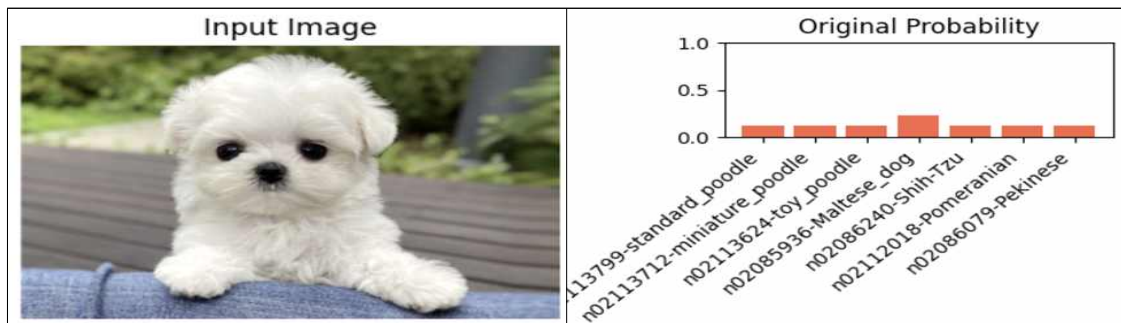 Input Image
Original Probability
1.0
0.5
0.0
113799-standard_poodle
n02113712-miniature_poodle
n02113624-toy_poodle
n02085936-Maltese_dog
n02086240-Shih-Tzu
n02112018-Pomeranian
n02086079-Pekinese